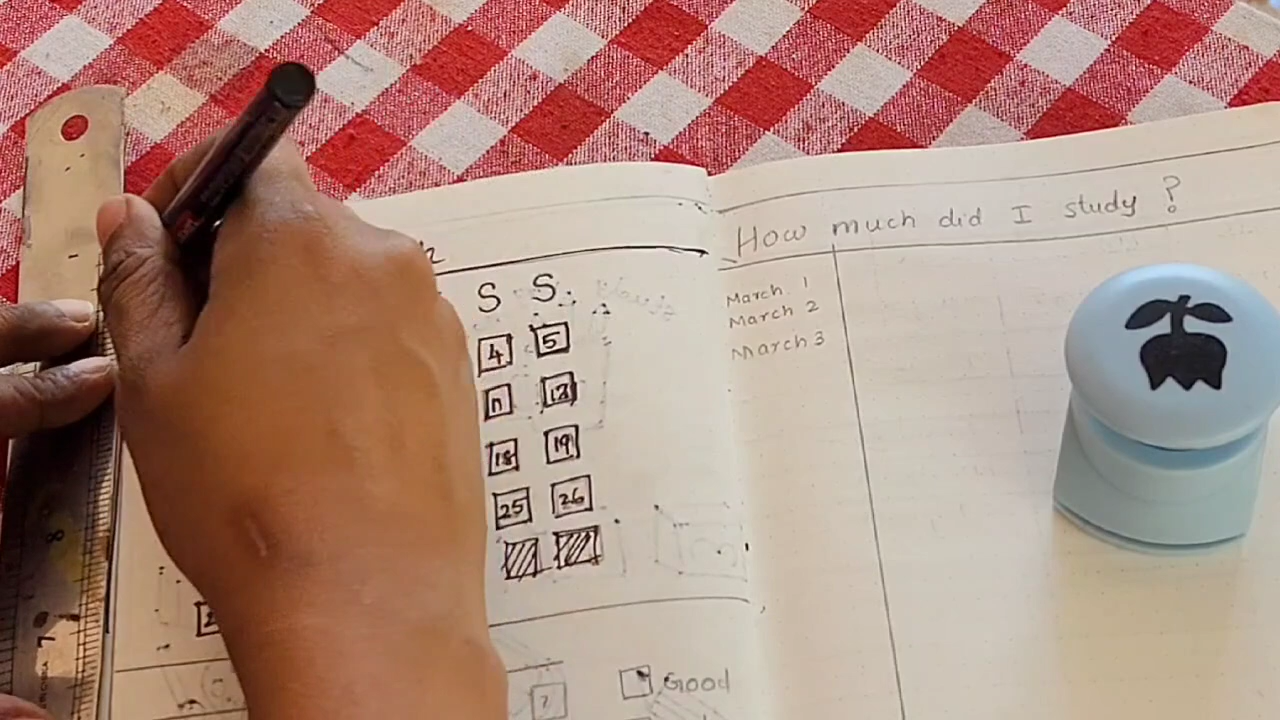 S S
4 5
11 12
18 19
25 26
Good
How much did I study ?
March 1
March 2
March 3